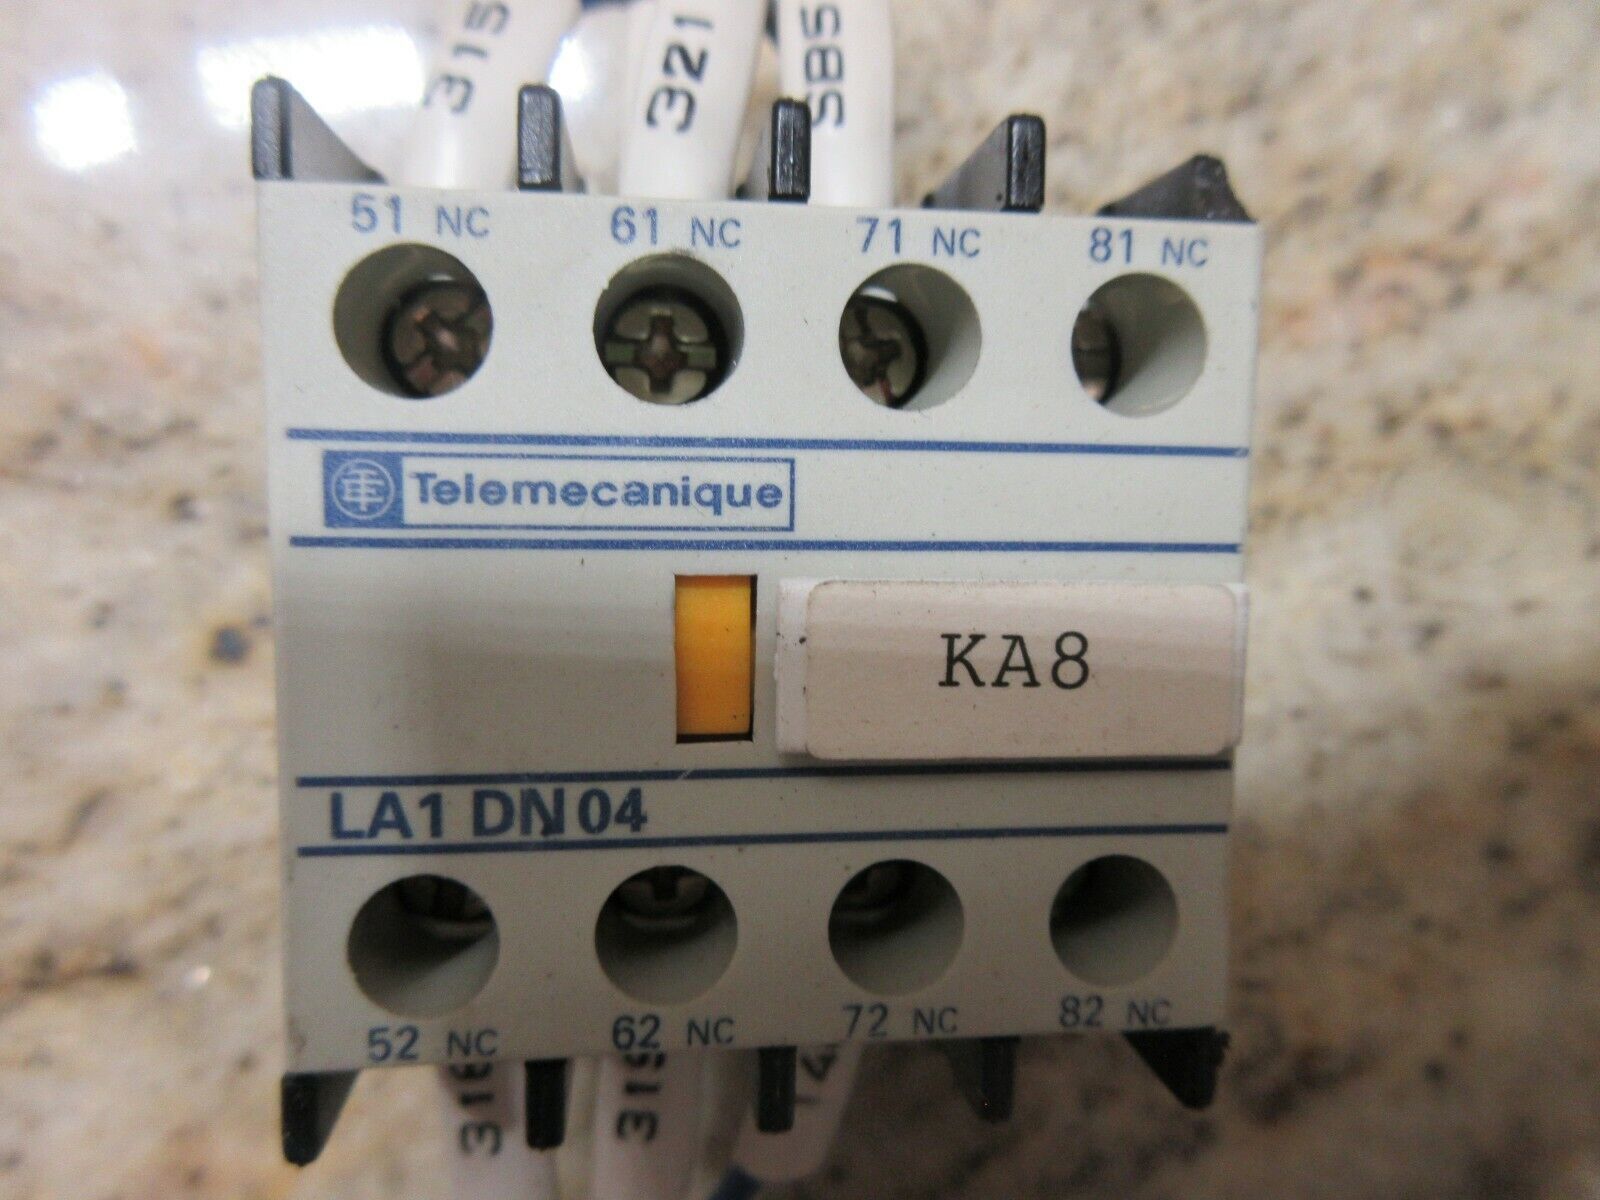 315 321 SB5
51 NC 61 NC 71 NC 81 NC
Telemecanique
KA8
LA1 DN04
52 NC 62 NC 72 NC 82 NC